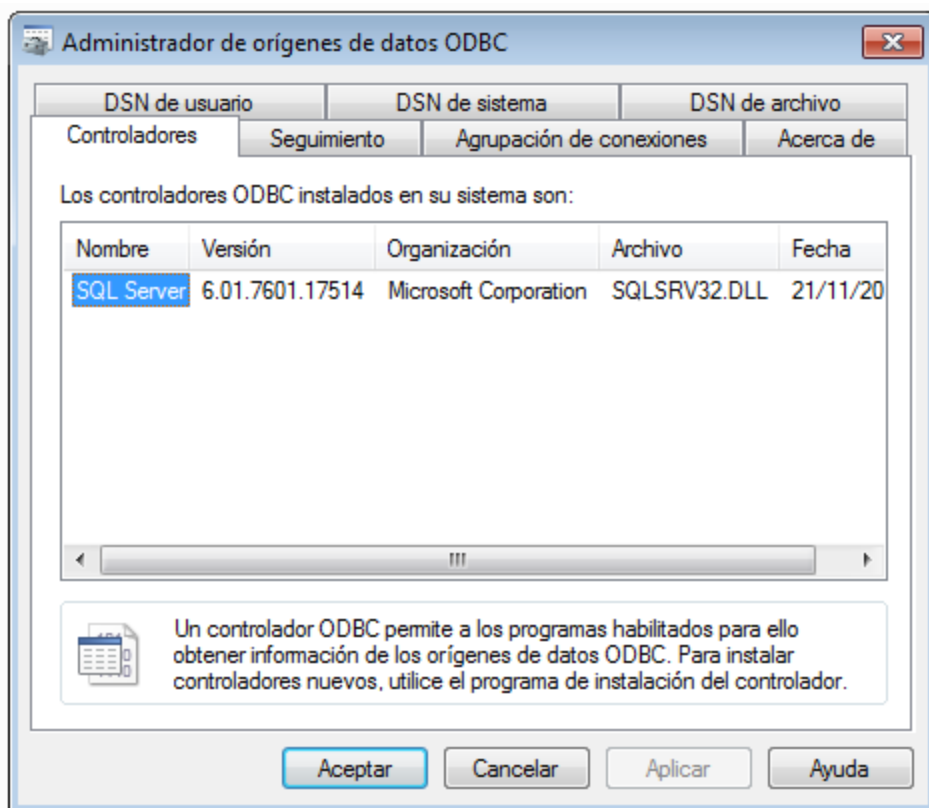 Administrador de orígenes de datos ODBC
DSN de usuario DSN de sistema DSN de archivo
Controladores Seguimiento Agrupación de conexiones Acerca de
Los controladores ODBC instalados en su sistema son:
Nombre Versión Organización Archivo Fecha
SQL Server 6.01.7601.17514 Microsoft Corporation SQLSRV32.DLL 21/11/20
Un controlador ODBC permite a los programas habilitados para ello
obtener información de los orígenes de datos ODBC. Para instalar
controladores nuevos, utilice el programa de instalación del controlador.
Aceptar Cancelar Aplicar Ayuda